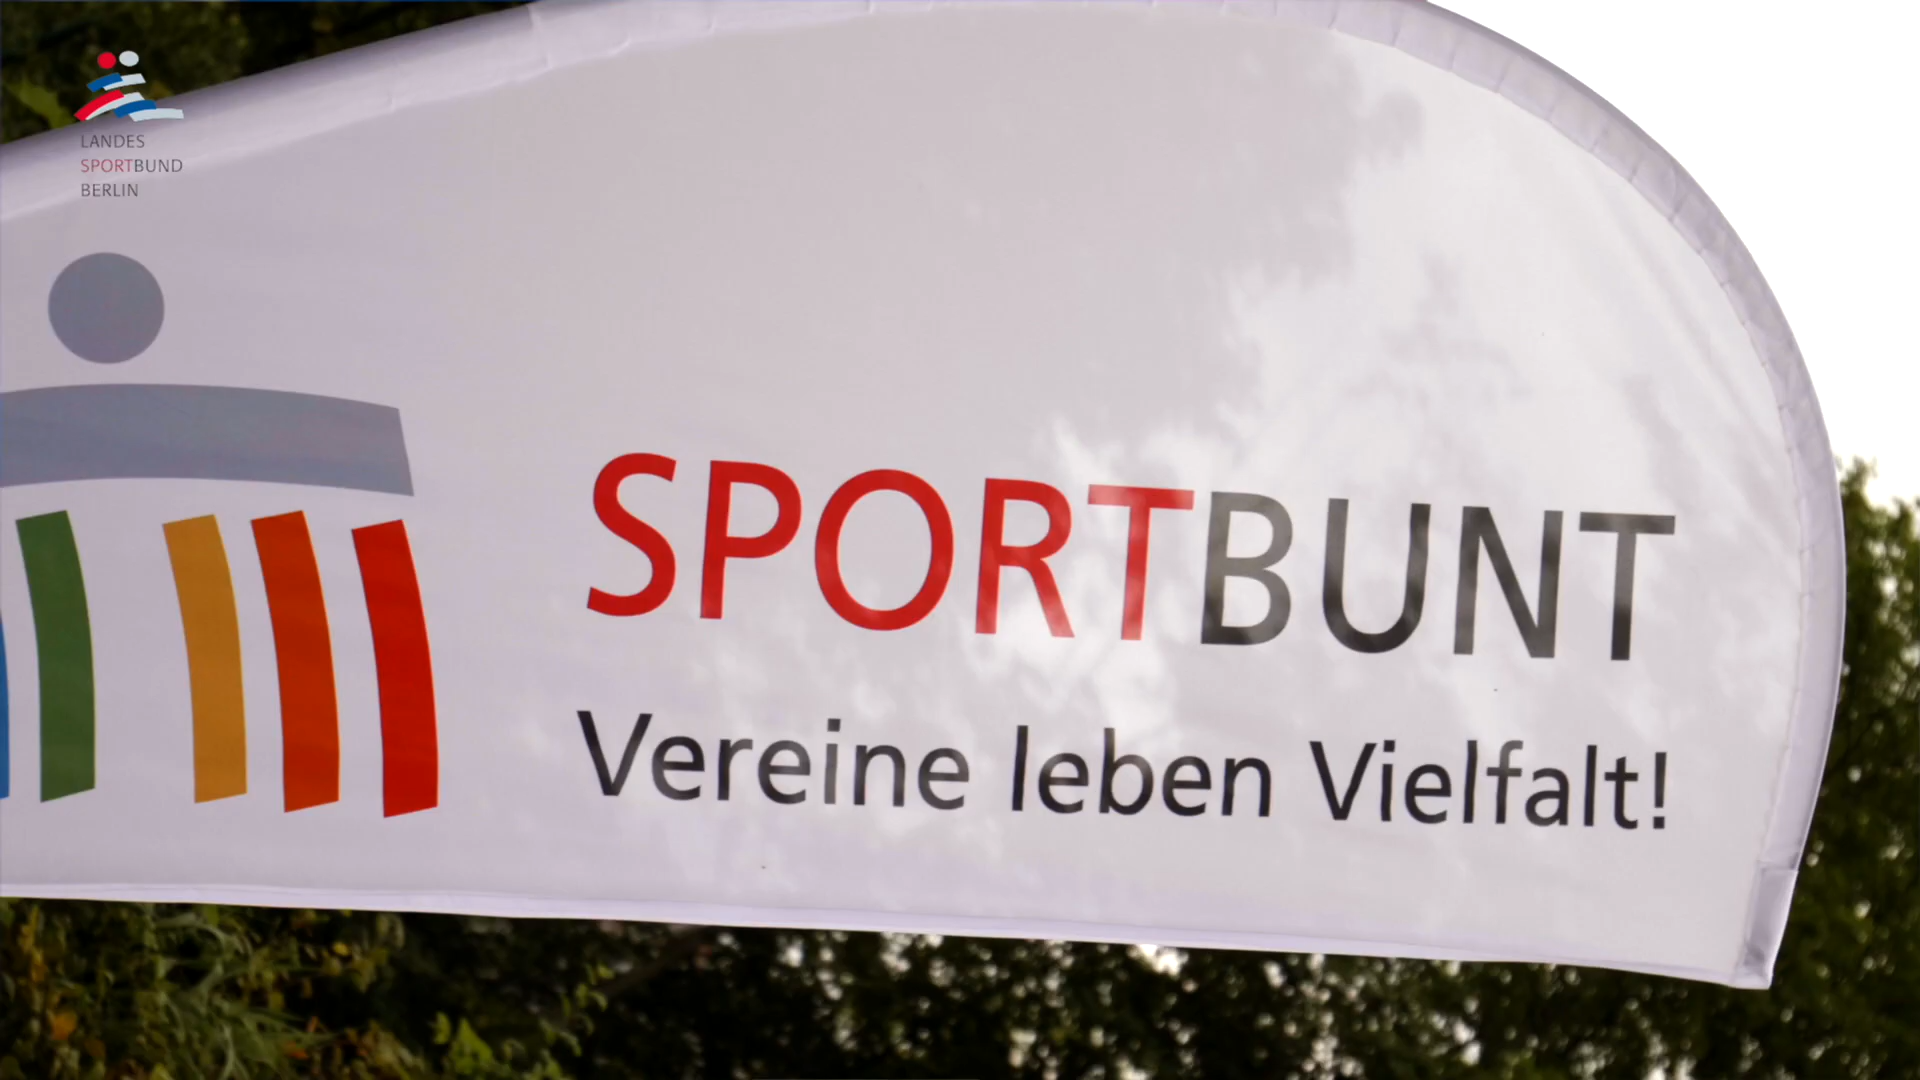 LANDES
SPORTBUND
BERLIN
SPORTBUNT
Vereine leben Vielfalt!